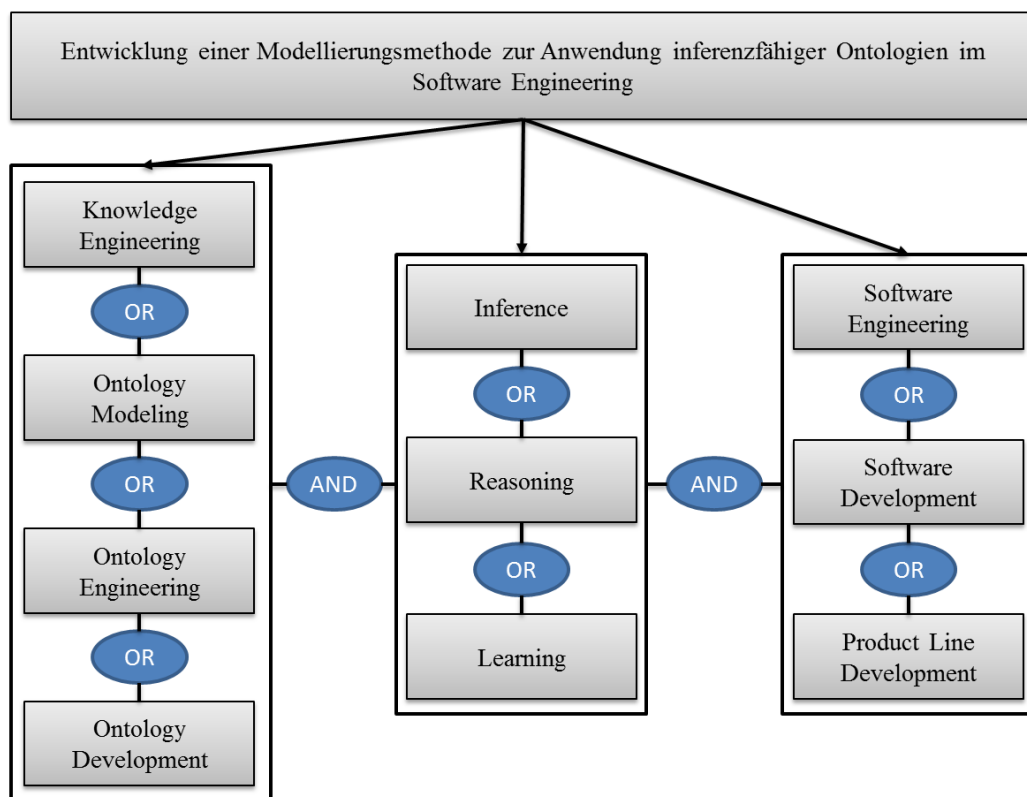 Entwicklung einer Modellierungsmethode zur Anwendung inferenzfähiger Ontologien im
Software Engineering
Knowledge
Engineering
OR
Ontology
Modeling
OR
Ontology
Engineering
OR
Ontology
Development
AND
Inference
OR
Reasoning
OR
Learning
AND
Software
Engineering
OR
Software
Development
OR
Product Line
Development